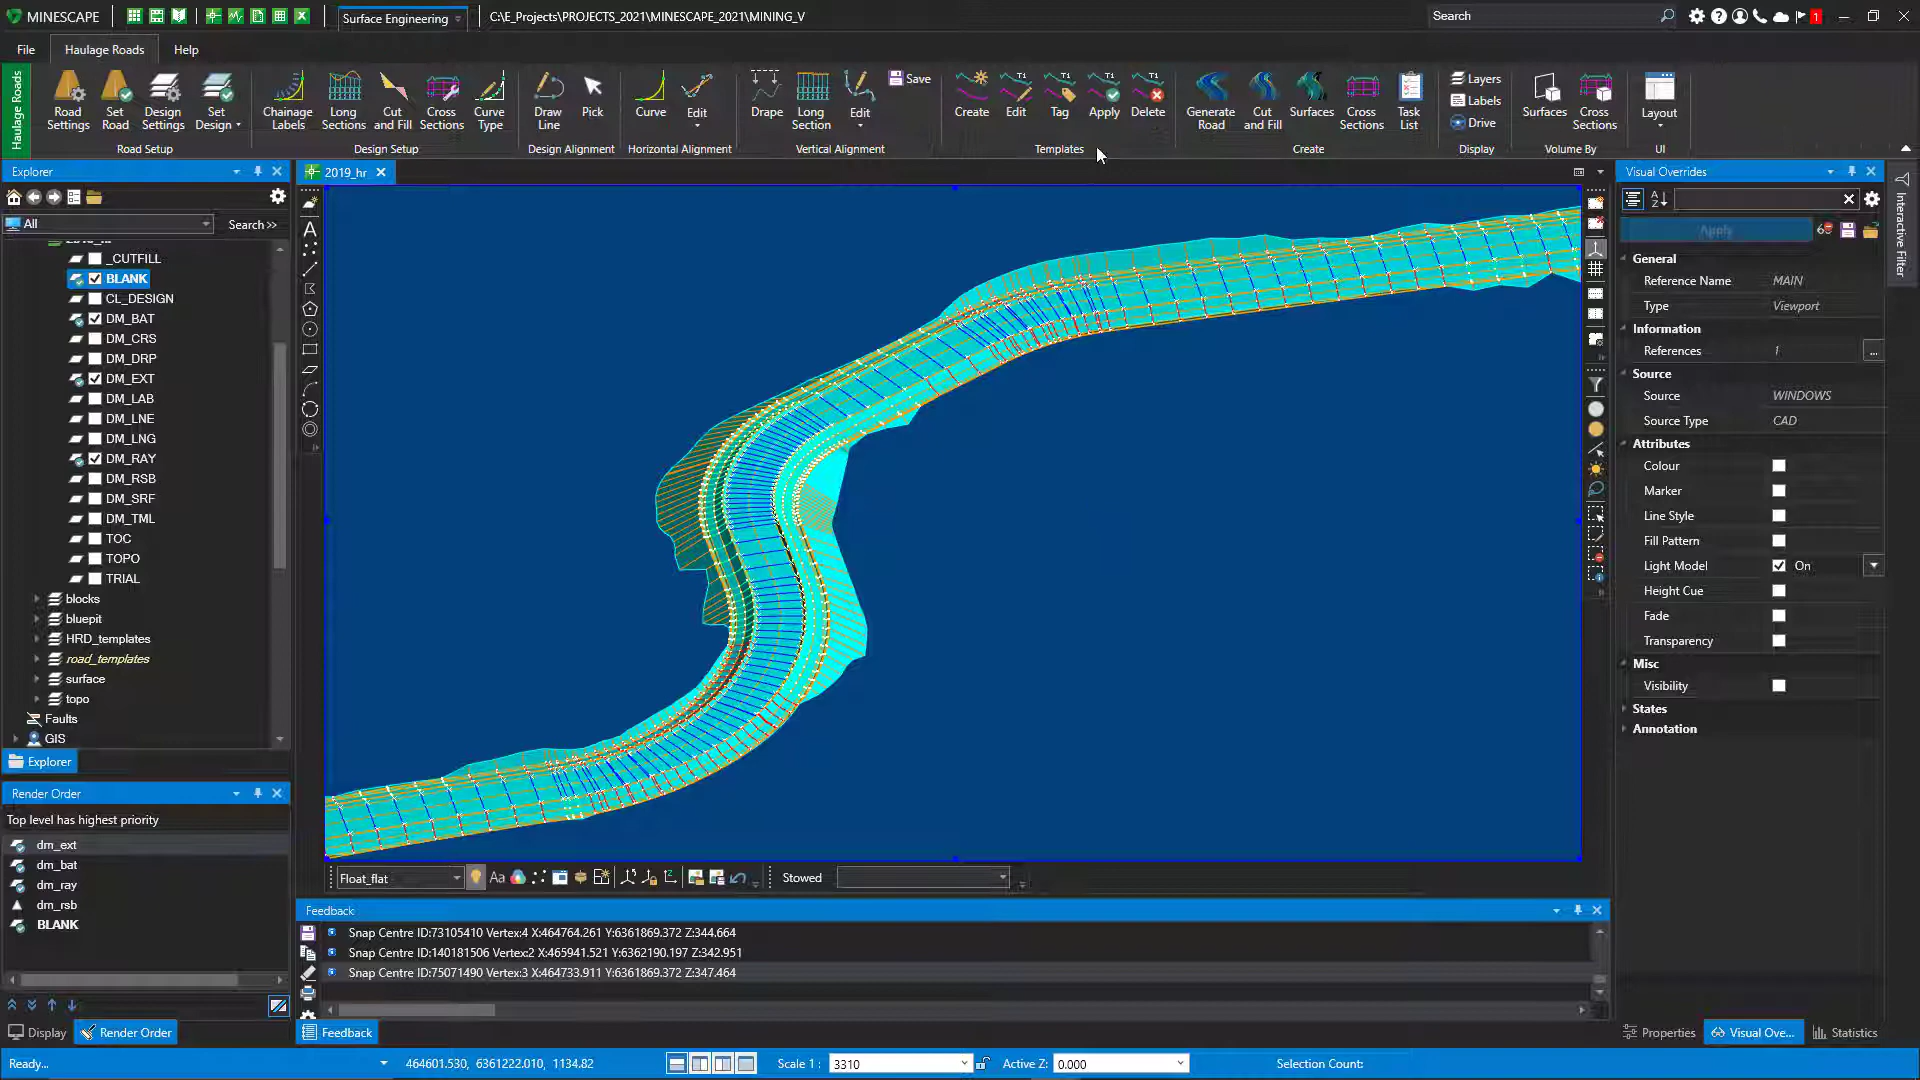 MINESCAPE
Surface Engineering
C:\E_Projects\PROJECTS_2021\MINESCAPE_2021\MINING_V
Search
1
File
Haulage Roads
Help
Haulage Roads
Road Settings
Set Road
Design Settings
Set Design
Road Setup
Chainage Labels
Long Sections
Cut and Fill
Cross Sections
Curve Type
Design Setup
Draw Line
Pick
Design Alignment
Curve
Edit
Horizontal Alignment
Drape
Long Section
Edit
Save
Vertical Alignment
Create
T1 Edit
T1 Tag
T1 Apply
T1 Delete
Templates
Generate Road
Cut and Fill
Surfaces
Cross Sections
Task List
Create
Layers
Labels
Drive
Display
Surfaces
Cross Sections
Volume By
Layout
UI
Explorer
All
Search>>
_CUTFILL
BLANK
CL_DESIGN
DM_BAT
DM_CRS
DM_DRP
DM_EXT
DM_LAB
DM_LNE
DM_LNG
DM_RAY
DM_RSB
DM_SRF
DM_TML
TOC
TOPO
TRIAL
blocks
bluepit
HRD_templates
road_templates
surface
topo
Faults
GIS
Explorer
Render Order
Top level has highest priority
dm_ext
dm_bat
dm_ray
dm_rsb
BLANK
Display
Render Order
2019_hr
A
Float_flat
Aa
Stowed
Feedback
Snap Centre ID:73105410 Vertex:4 X:464764.261 Y:6361869.372 Z:344.664
Snap Centre ID:140181506 Vertex:2 X:465941.521 Y:6362190.197 Z:342.951
Snap Centre ID:75071490 Vertex:3 X:464733.911 Y:6361869.372 Z:347.464
Feedback
Visual Overrides
Apply
General
Reference Name MAIN
Type Viewport
Information
References 1 ...
Source
Source WINDOWS
Source Type CAD
Attributes
Colour
Marker
Line Style
Fill Pattern
Light Model On
Height Cue
Fade
Transparency
Misc
Visibility
States
Annotation
Interactive Filter
Properties
Visual Ove...
Statistics
Ready...
464601.530, 6361222.010, 1134.82
Scale 1 : 3310
Active Z: 0.000
Selection Count: